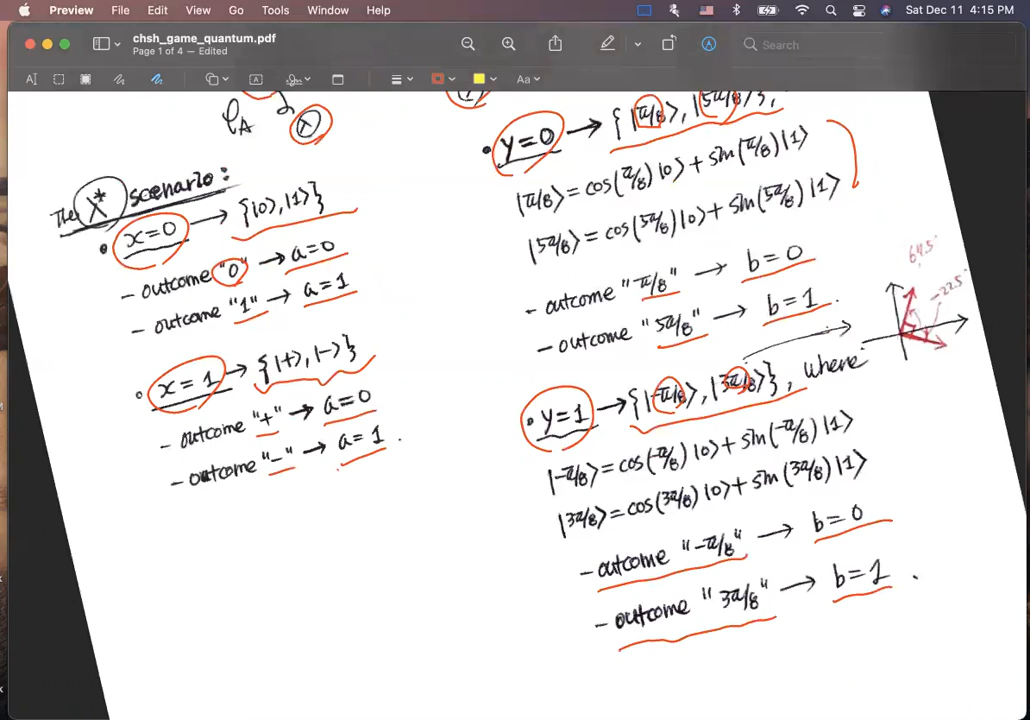 Preview File Edit View Go Tools Window Help
Sat Dec 11 4:15 PM
chsh_game_quantum.pdf
Page 1 of 4 — Edited
Search
The λ* scenario:
• x=0 → {|0⟩, |1⟩}
- outcome "0" → a=0
- outcome "1" → a=1
• x=1 → {|+⟩, |-⟩}
- outcome "+" → a=0
- outcome "-" → a=1 .
• y=0 → {|π/8⟩, |5π/8⟩},
|π/8⟩ = cos(π/8)|0⟩ + sin(π/8)|1⟩
|5π/8⟩ = cos(5π/8)|0⟩ + sin(5π/8)|1⟩
- outcome "π/8" → b=0
- outcome "5π/8" → b=1 .
67.5°
-22.5°
• y=1 → {|-π/8⟩, |3π/8⟩}, where
|-π/8⟩ = cos(-π/8)|0⟩ + sin(-π/8)|1⟩
|3π/8⟩ = cos(3π/8)|0⟩ + sin(3π/8)|1⟩
- outcome "-π/8" → b=0
- outcome "3π/8" → b=1 .